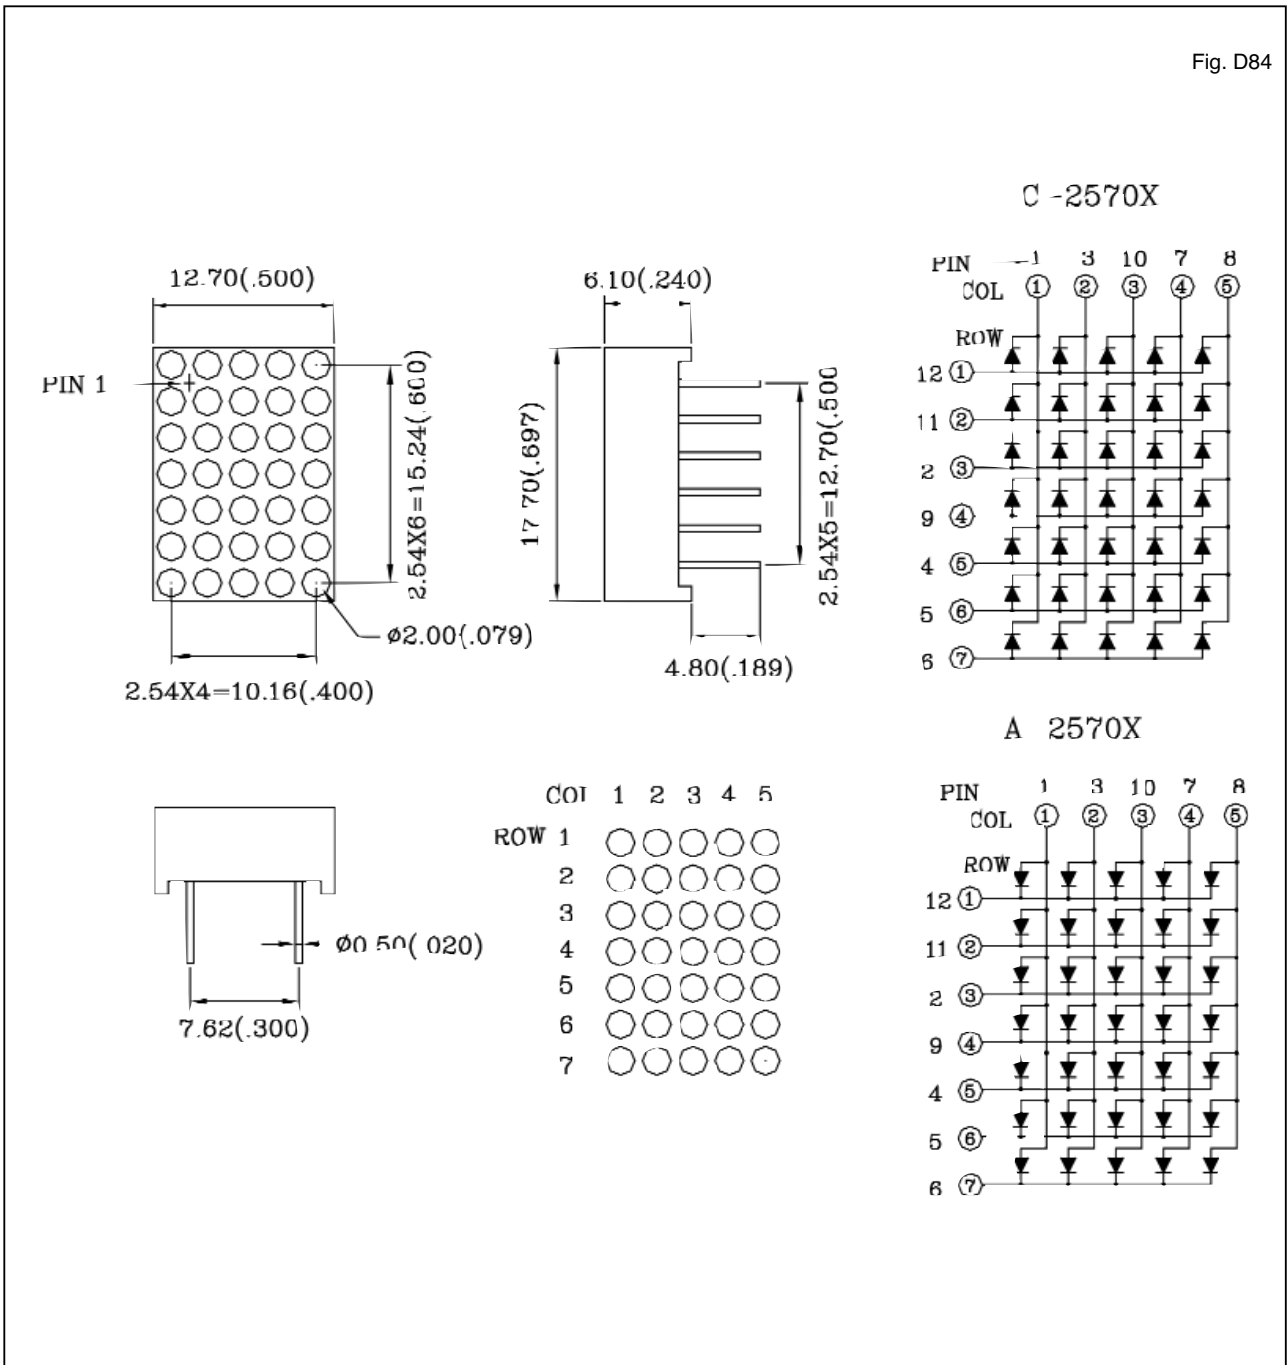 Fig. D84
C-2570X
12.70(.500)
6.10(.240)
PIN 1 3 10 7 8
COL ① ② ③ ④ ⑤
ROW
12 ①
11 ②
2 ③
9 ④
4 ⑤
5 ⑥
6 ⑦
PIN 1
2.54X6=15.24(.600)
17.70(.697)
2.54X5=12.70(.500
ø2.00(.079)
4.80(.189)
2.54X4=10.16(.400)
A 2570X
PIN 1 3 10 7 8
COL ① ② ③ ④ ⑤
ROW
12 ①
11 ②
2 ③
9 ④
4 ⑤
5 ⑥
6 ⑦
COL 1 2 3 4 5
ROW 1
2
3
4
5
6
7
ø0.50(.020)
7.62(.300)